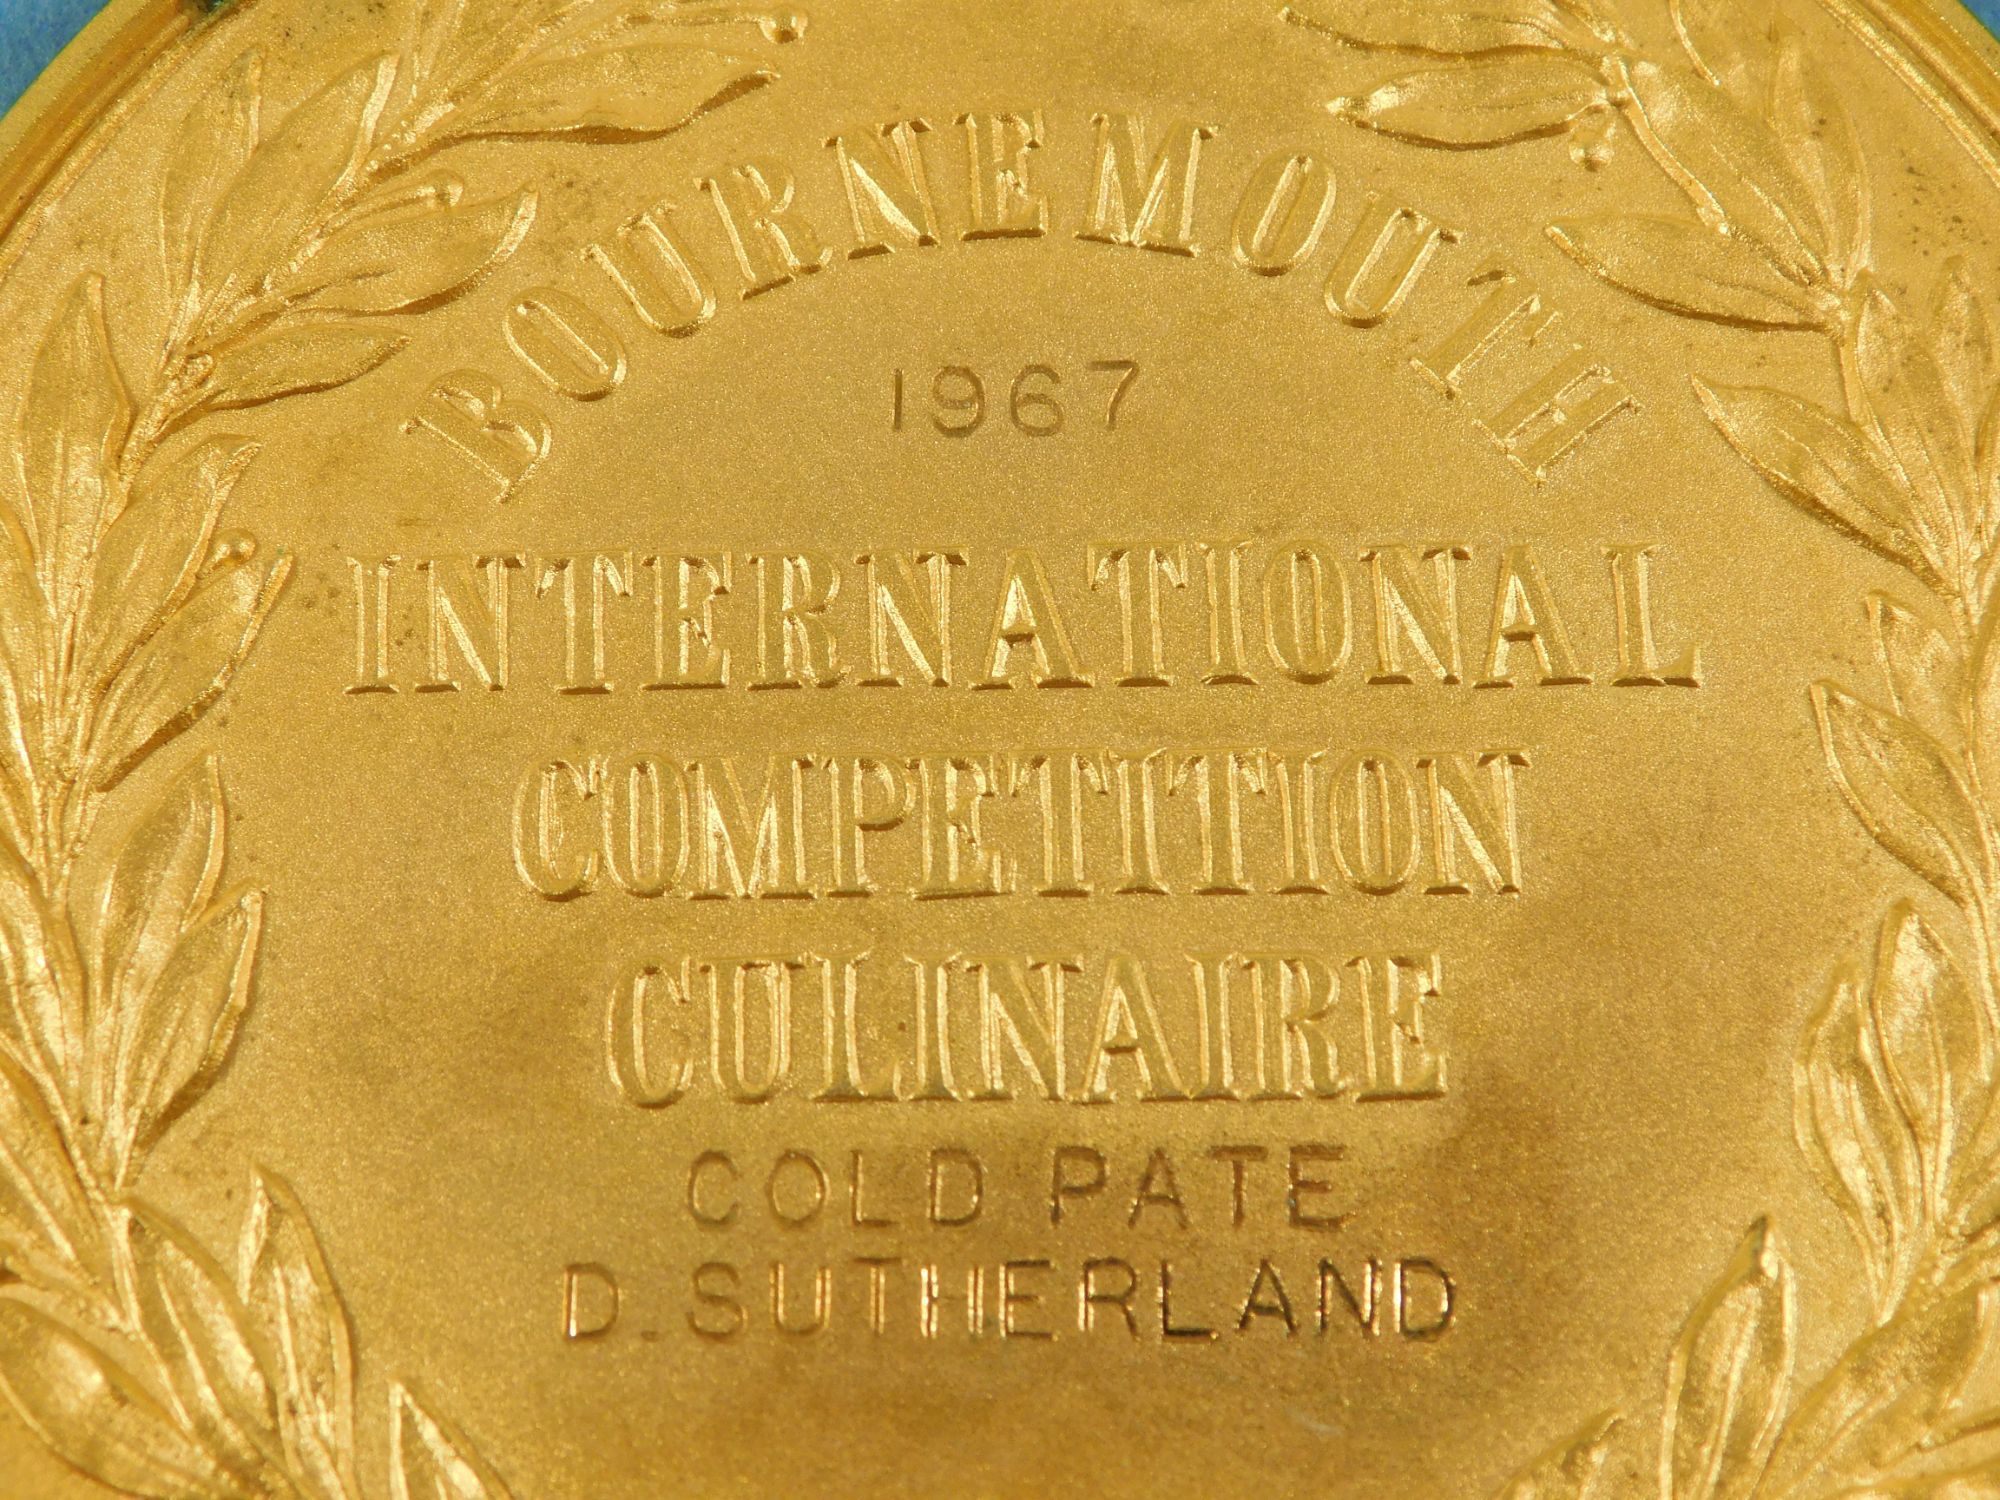 BOURNEMOUTH
1967
INTERNATIONAL
COMPETITION
CULINAIRE
COLD PATE
D. SUTHERLAND